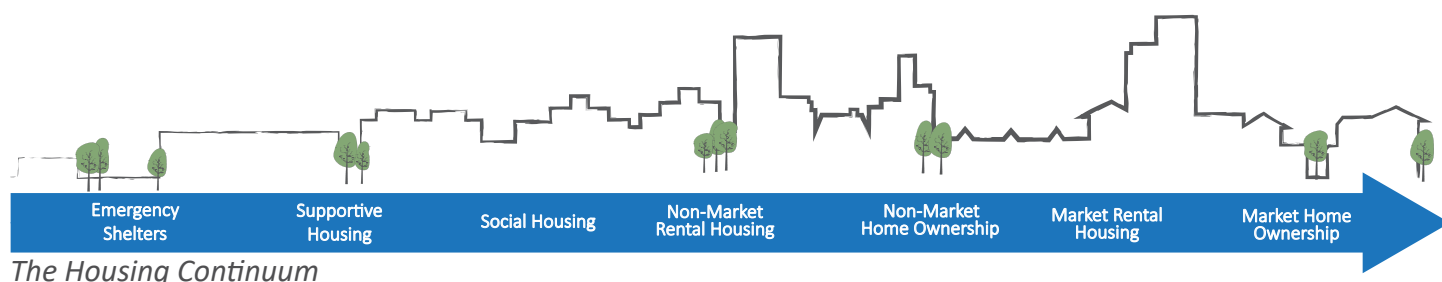 Emergency
Shelters
Supportive
Housing
Social Housing
Non-Market
Rental Housing
Non-Market
Home Ownership
Market Rental
Housing
Market Home
Ownership
The Housing Continuum